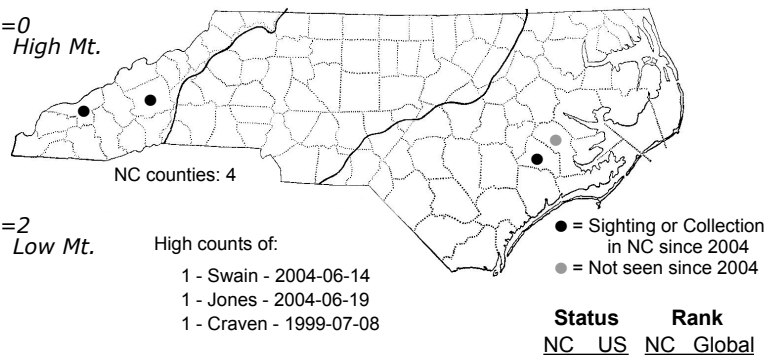 =0
High Mt.
NC counties: 4
=2
Low Mt.
High counts of:
1 - Swain - 2004-06-14
1 - Jones - 2004-06-19
1 - Craven - 1999-07-08
= Sighting or Collection
in NC since 2004
= Not seen since 2004
Status Rank
NC US NC Global